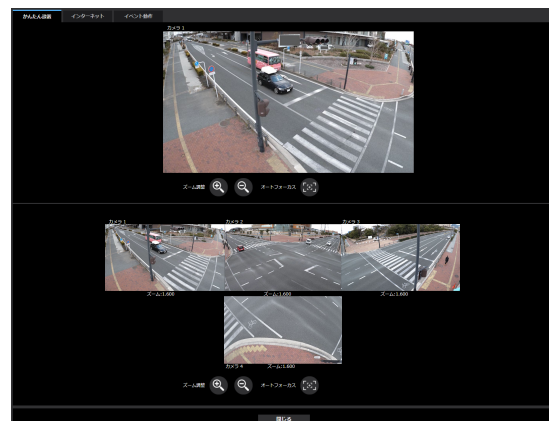 かんたん設置 インターネット イベント動作
カメラ 1
ズーム調整 オートフォーカス
カメラ 1 カメラ 2 カメラ 3
ズーム:1.600 ズーム:1.600 ズーム:1.600
カメラ 4 ズーム:1.600
ズーム調整 オートフォーカス
閉じる